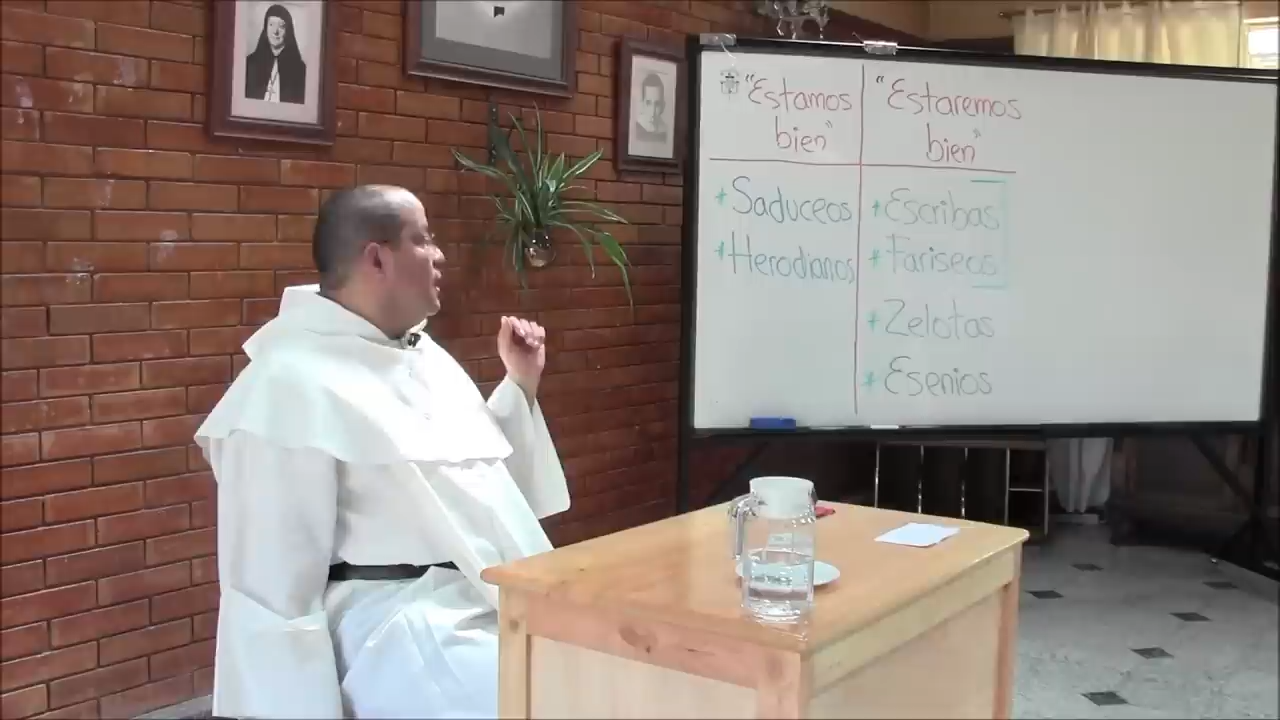 "Estamos
bien"
"Estaremos
bien"
+ Saduceos
+ Herodianos
+ Escribas
+ Fariseos
+ Zelotas
+ Esenios